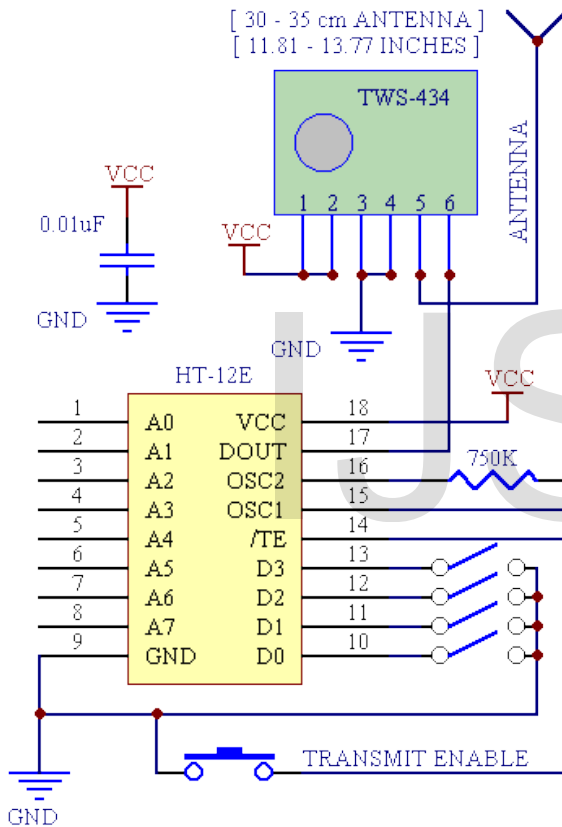 [ 30 - 35 cm ANTENNA ]
[ 11.81 - 13.77 INCHES ]
TWS-434
1 2 3 4 5 6
ANTENNA
VCC
0.01uF
GND
VCC
GND
HT-12E
VCC
1 A0 VCC 18
2 A1 DOUT 17
3 A2 OSC2 16 750K
4 A3 OSC1 15
5 A4 /TE 14
6 A5 D3 13
7 A6 D2 12
8 A7 D1 11
9 GND D0 10
TRANSMIT ENABLE
GND
IJS